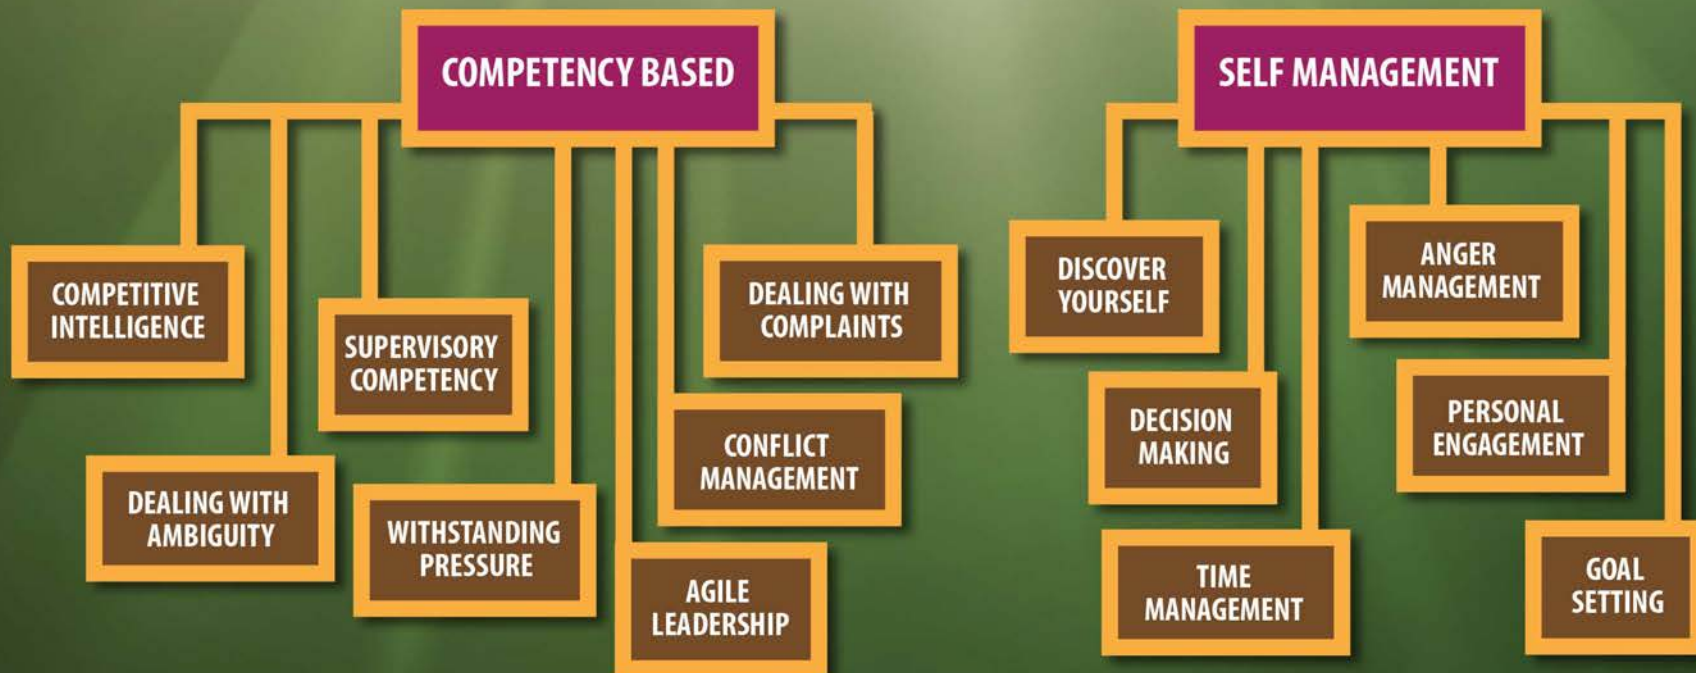 COMPETENCY BASED
COMPETITIVE
INTELLIGENCE
DEALING WITH
AMBIGUITY
SUPERVISORY
COMPETENCY
WITHSTANDING
PRESSURE
AGILE
LEADERSHIP
CONFLICT
MANAGEMENT
DEALING WITH
COMPLAINTS
SELF MANAGEMENT
DISCOVER
YOURSELF
DECISION
MAKING
TIME
MANAGEMENT
ANGER
MANAGEMENT
PERSONAL
ENGAGEMENT
GOAL
SETTING